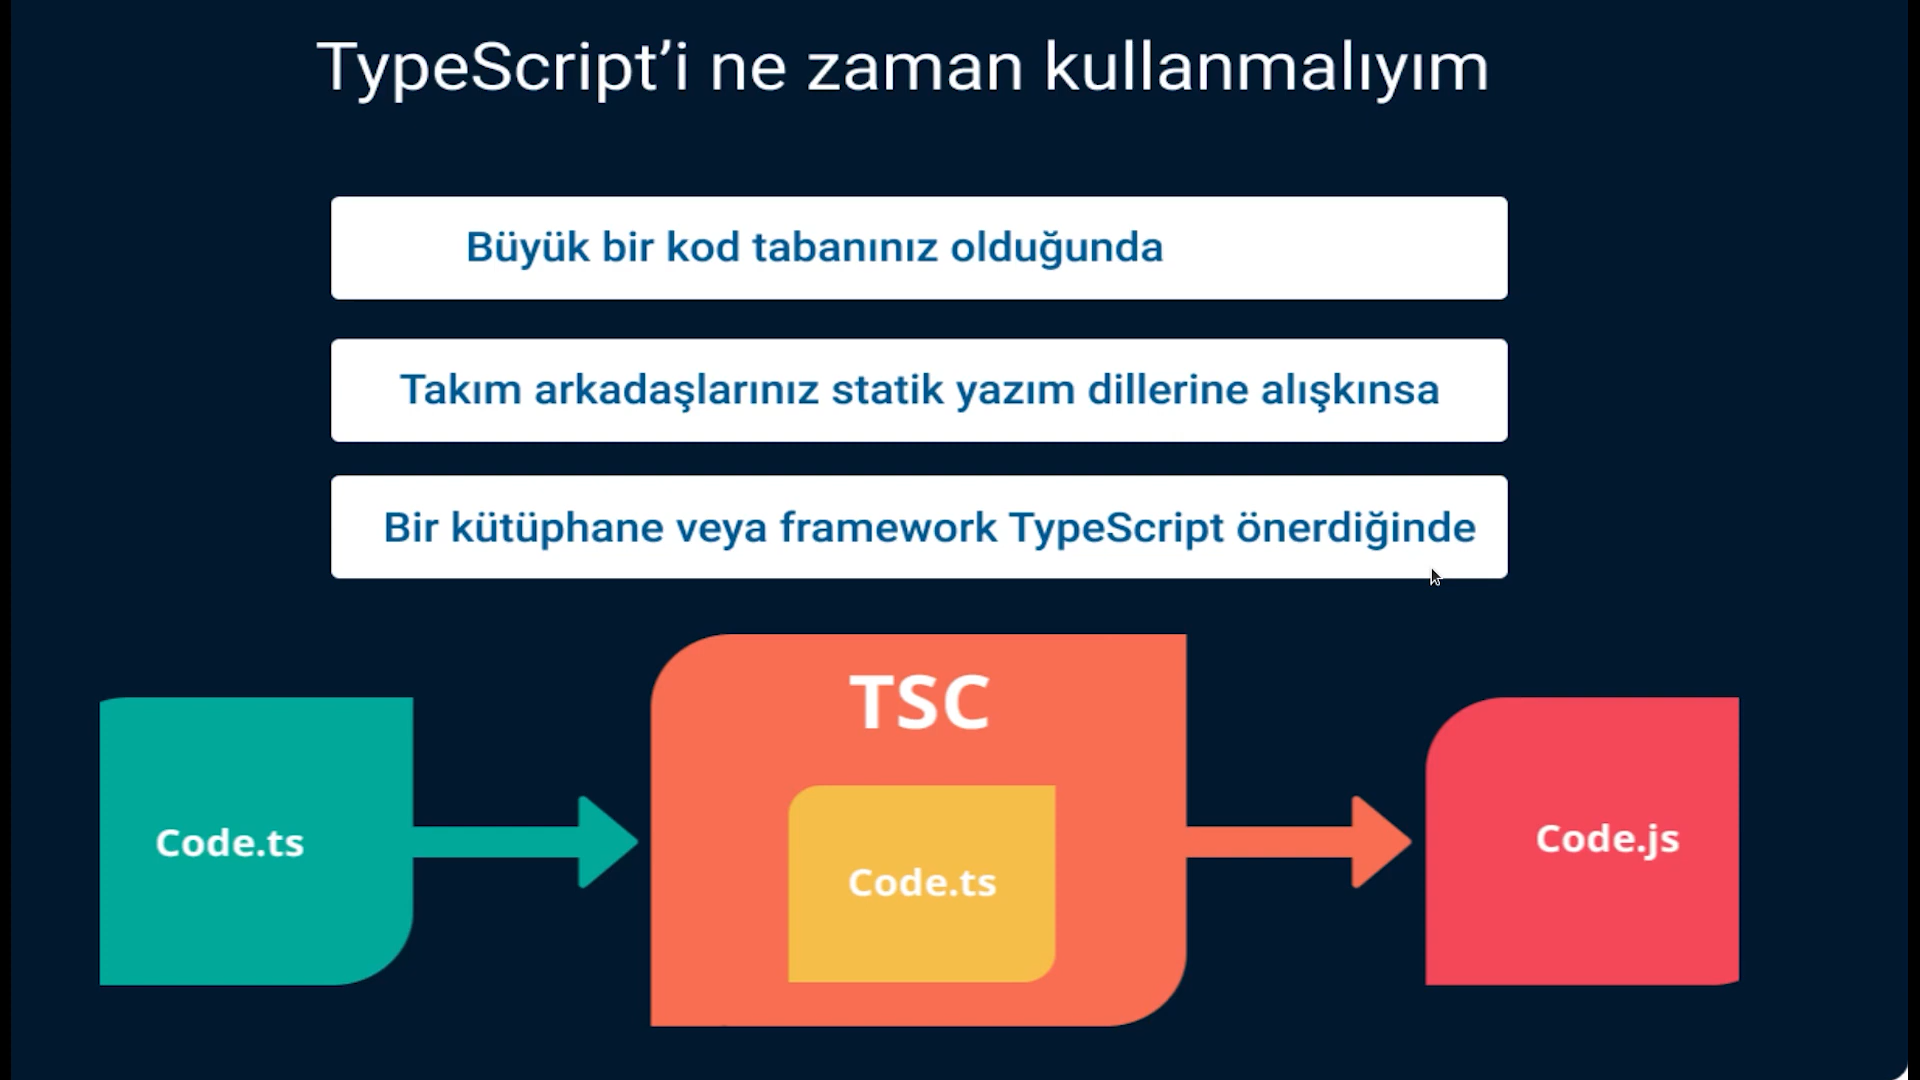 TypeScript’i ne zaman kullanmalıyım
Büyük bir kod tabanınız olduğunda
Takım arkadaşlarınız statik yazım dillerine alışkınsa
Bir kütüphane veya framework TypeScript önerdiğinde
TSC
Code.ts
Code.ts
Code.js